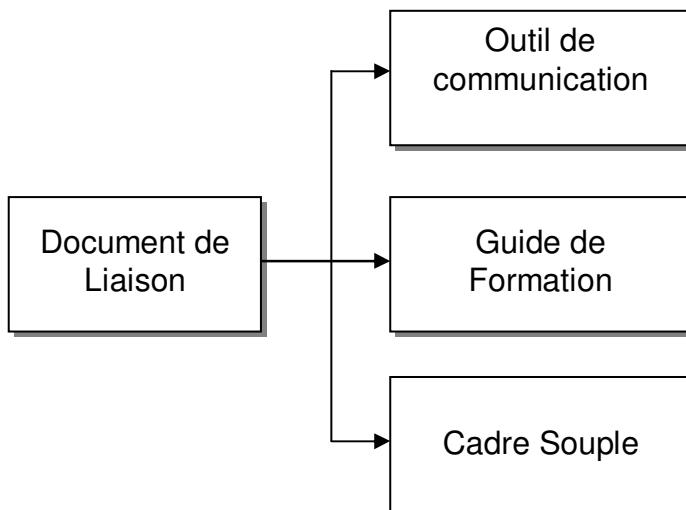 Outil de
communication
Document de
Liaison
Guide de
Formation
Cadre Souple